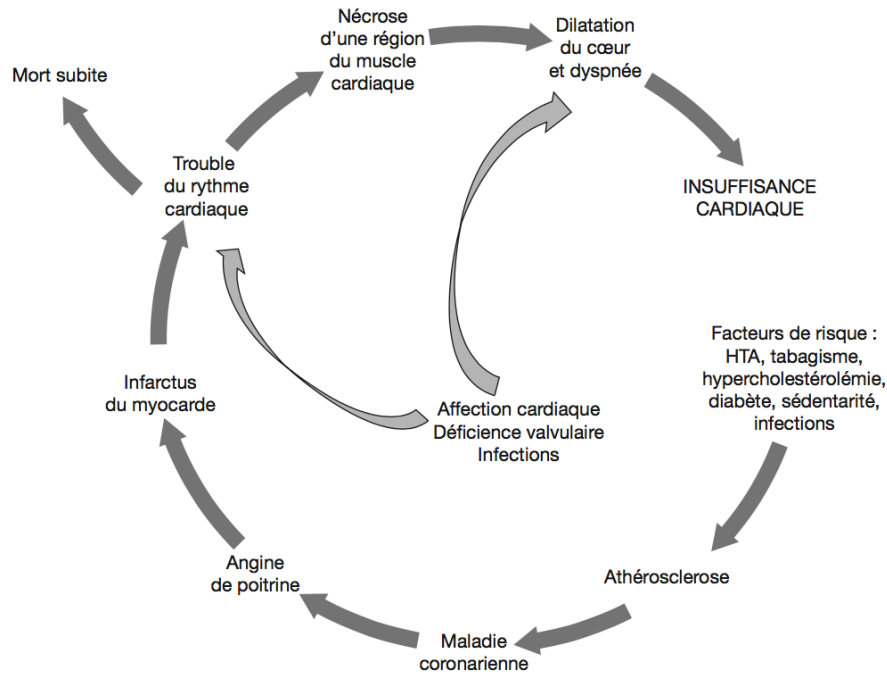 Nécrose
d’une région
du muscle
cardiaque
Dilatation
du cœur
et dyspnée
Mort subite
Trouble
du rythme
cardiaque
INSUFFISANCE
CARDIAQUE
Facteurs de risque :
HTA, tabagisme,
hypercholestérolémie,
diabète, sédentarité,
infections
Infarctus
du myocarde
Affection cardiaque
Déficience valvulaire
Infections
Angine
de poitrine
Athérosclerose
Maladie
coronarienne